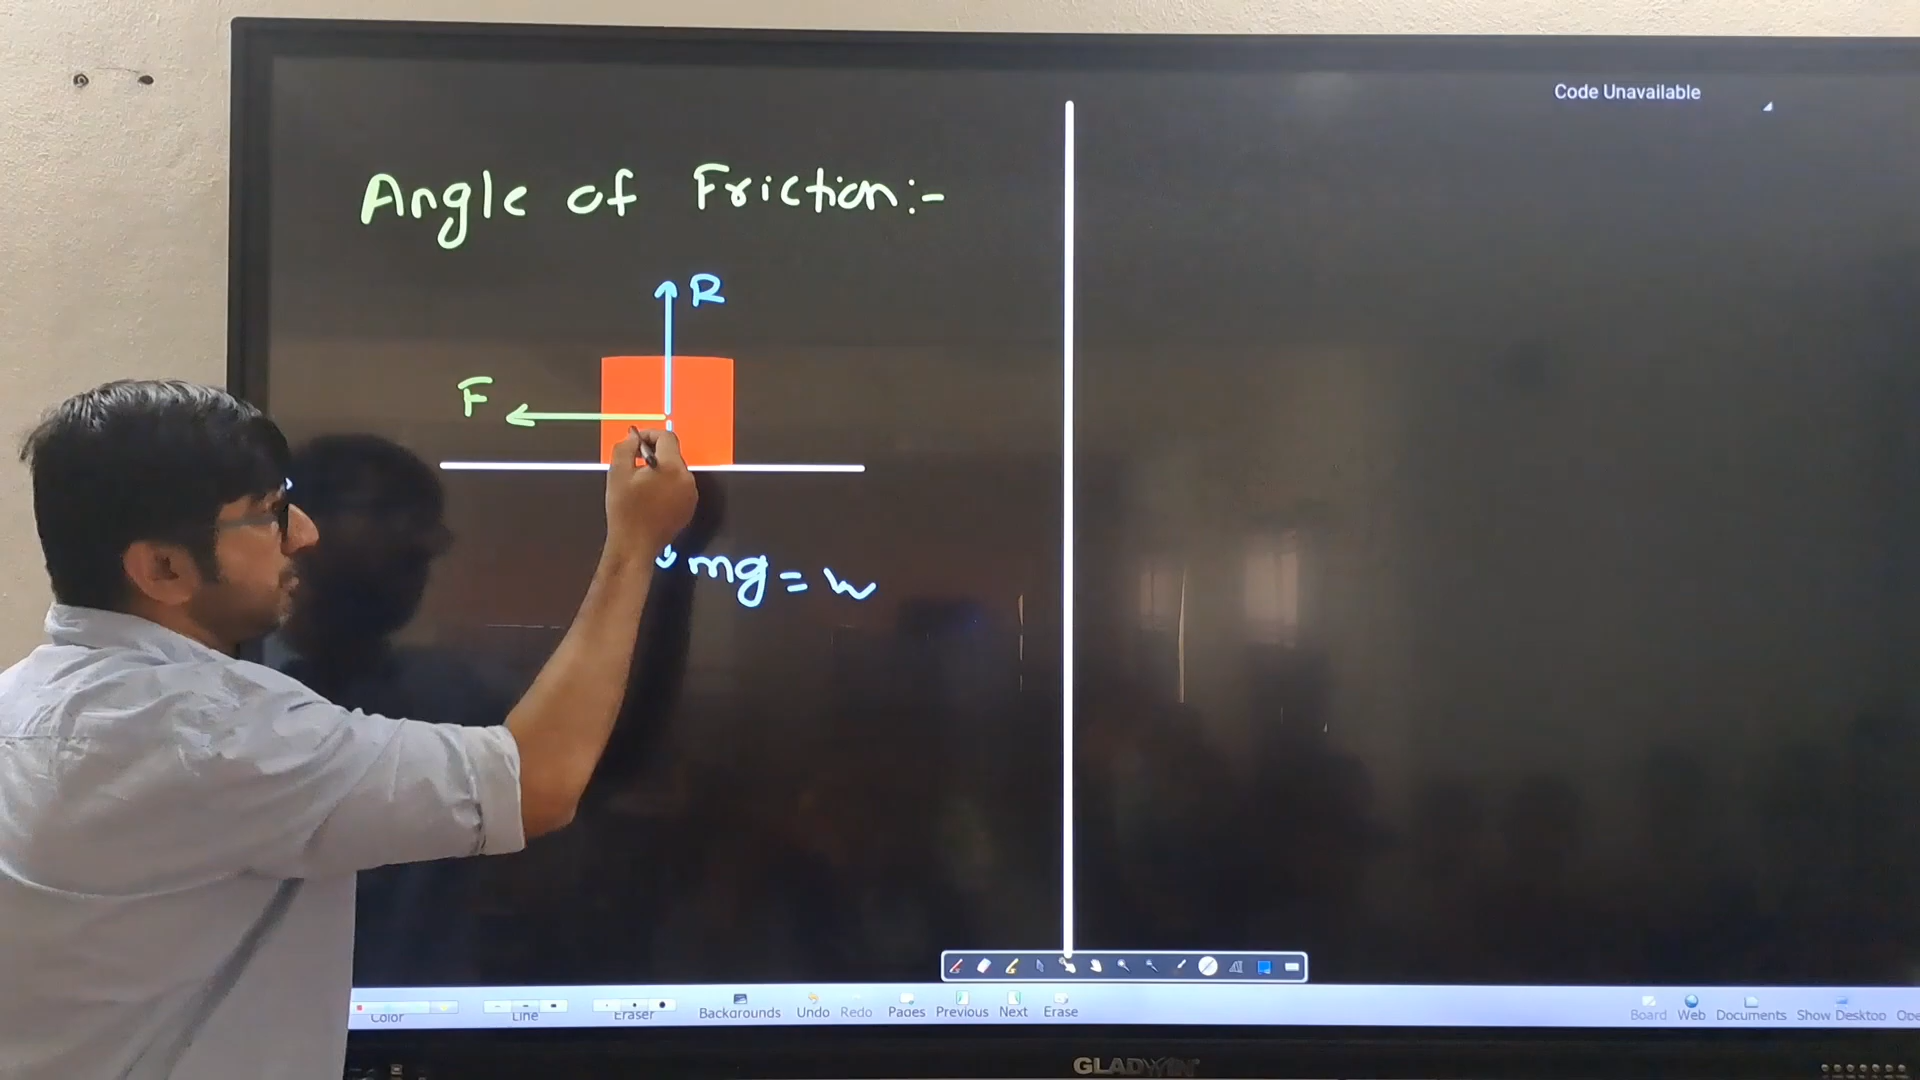 Code Unavailable
Angle of Friction:-
R
F
mg = w
Color Line Eraser Backgrounds Undo Redo Pages Previous Next Erase Board Web Documents Show Desktop
GLADWIN